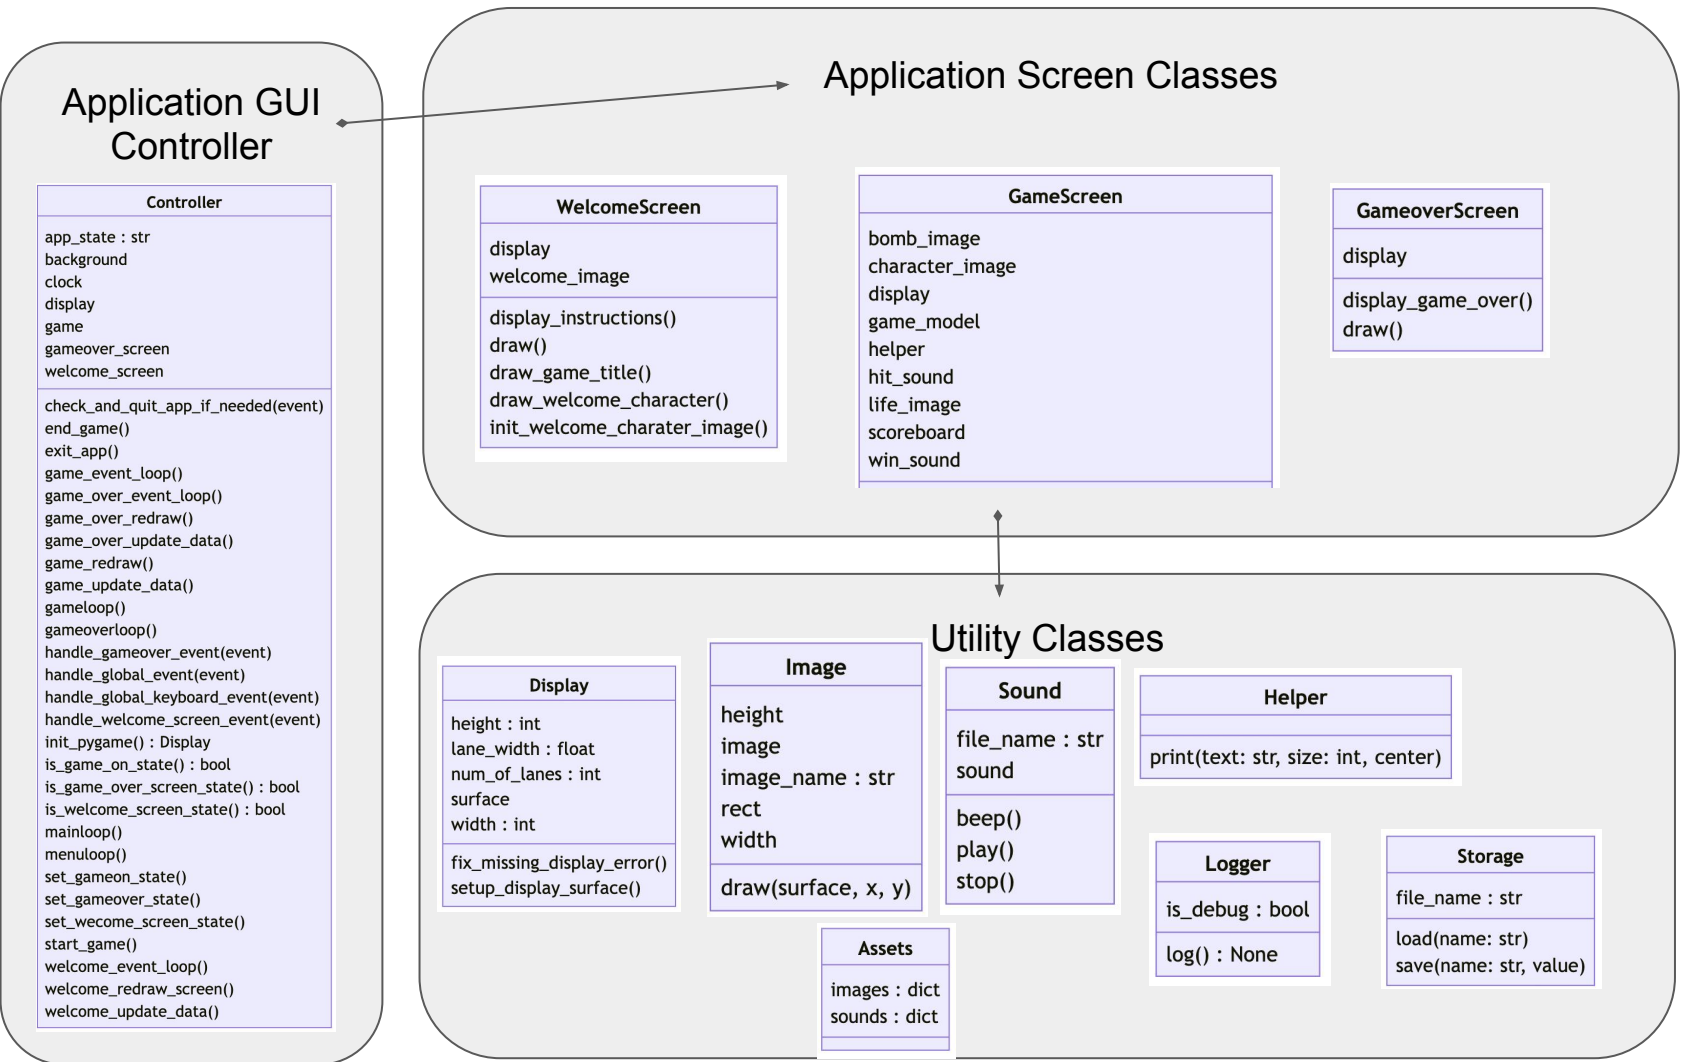 Application GUI
Controller
Controller
app_state : str
background
clock
display
game
gameover_screen
welcome_screen
check_and_quit_app_if_needed(event)
end_game()
exit_app()
game_event_loop()
game_over_event_loop()
game_over_redraw()
game_over_update_data()
game_redraw()
game_update_data()
gameloop()
gameoverloop()
handle_gameover_event(event)
handle_global_event(event)
handle_global_keyboard_event(event)
handle_welcome_screen_event(event)
init_pygame() : Display
is_game_on_state() : bool
is_game_over_screen_state() : bool
is_welcome_screen_state() : bool
mainloop()
menuloop()
set_gameon_state()
set_gameover_state()
set_wecome_screen_state()
start_game()
welcome_event_loop()
welcome_redraw_screen()
welcome_update_data()
Application Screen Classes
WelcomeScreen
display
welcome_image
display_instructions()
draw()
draw_game_title()
draw_welcome_character()
init_welcome_charater_image()
GameScreen
bomb_image
character_image
display
game_model
helper
hit_sound
life_image
scoreboard
win_sound
GameoverScreen
display
display_game_over()
draw()
Utility Classes
Display
height : int
lane_width : float
num_of_lanes : int
surface
width : int
fix_missing_display_error()
setup_display_surface()
Image
height
image
image_name : str
rect
width
draw(surface, x, y)
Sound
file_name : str
sound
beep()
play()
stop()
Helper
print(text: str, size: int, center)
Logger
is_debug : bool
log() : None
Storage
file_name : str
load(name: str)
save(name: str, value)
Assets
images : dict
sounds : dict